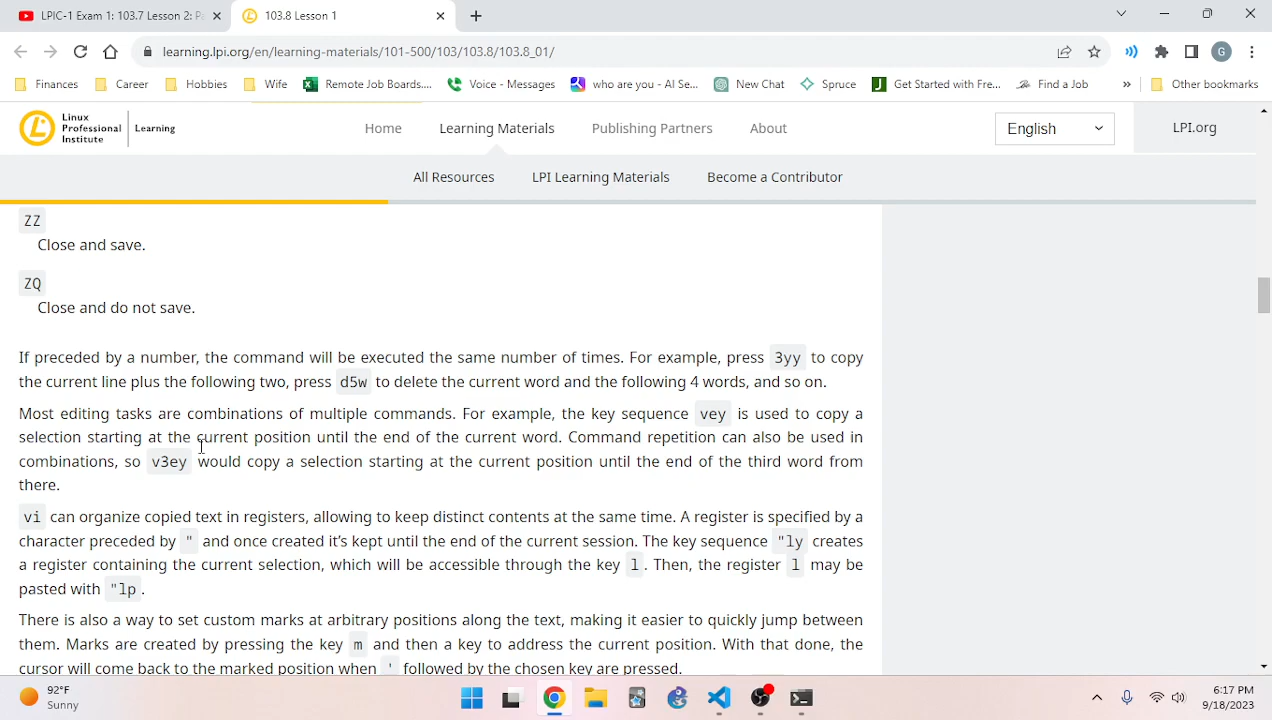 LPIC-1 Exam 1: 103.7 Lesson 2: Pa
103.8 Lesson 1
learning.lpi.org/en/learning-materials/101-500/103/103.8/103.8_01/
G
Finances Career Hobbies Wife Remote Job Boards.... Voice - Messages who are you - AI Se... New Chat Spruce Get Started with Fre... Find a Job » Other bookmarks
Linux
Professional
Institute
Learning
Home Learning Materials Publishing Partners About English LPI.org
All Resources LPI Learning Materials Become a Contributor
ZZ
Close and save.
ZQ
Close and do not save.
If preceded by a number, the command will be executed the same number of times. For example, press 3yy to copy
the current line plus the following two, press d5w to delete the current word and the following 4 words, and so on.
Most editing tasks are combinations of multiple commands. For example, the key sequence vey is used to copy a
selection starting at the current position until the end of the current word. Command repetition can also be used in
combinations, so v3ey would copy a selection starting at the current position until the end of the third word from
there.
vi can organize copied text in registers, allowing to keep distinct contents at the same time. A register is specified by a
character preceded by " and once created it's kept until the end of the current session. The key sequence "ly creates
a register containing the current selection, which will be accessible through the key l. Then, the register l may be
pasted with "lp.
There is also a way to set custom marks at arbitrary positions along the text, making it easier to quickly jump between
them. Marks are created by pressing the key m and then a key to address the current position. With that done, the
cursor will come back to the marked position when ' followed by the chosen key are pressed.
92°F
Sunny
6:17 PM
9/18/2023